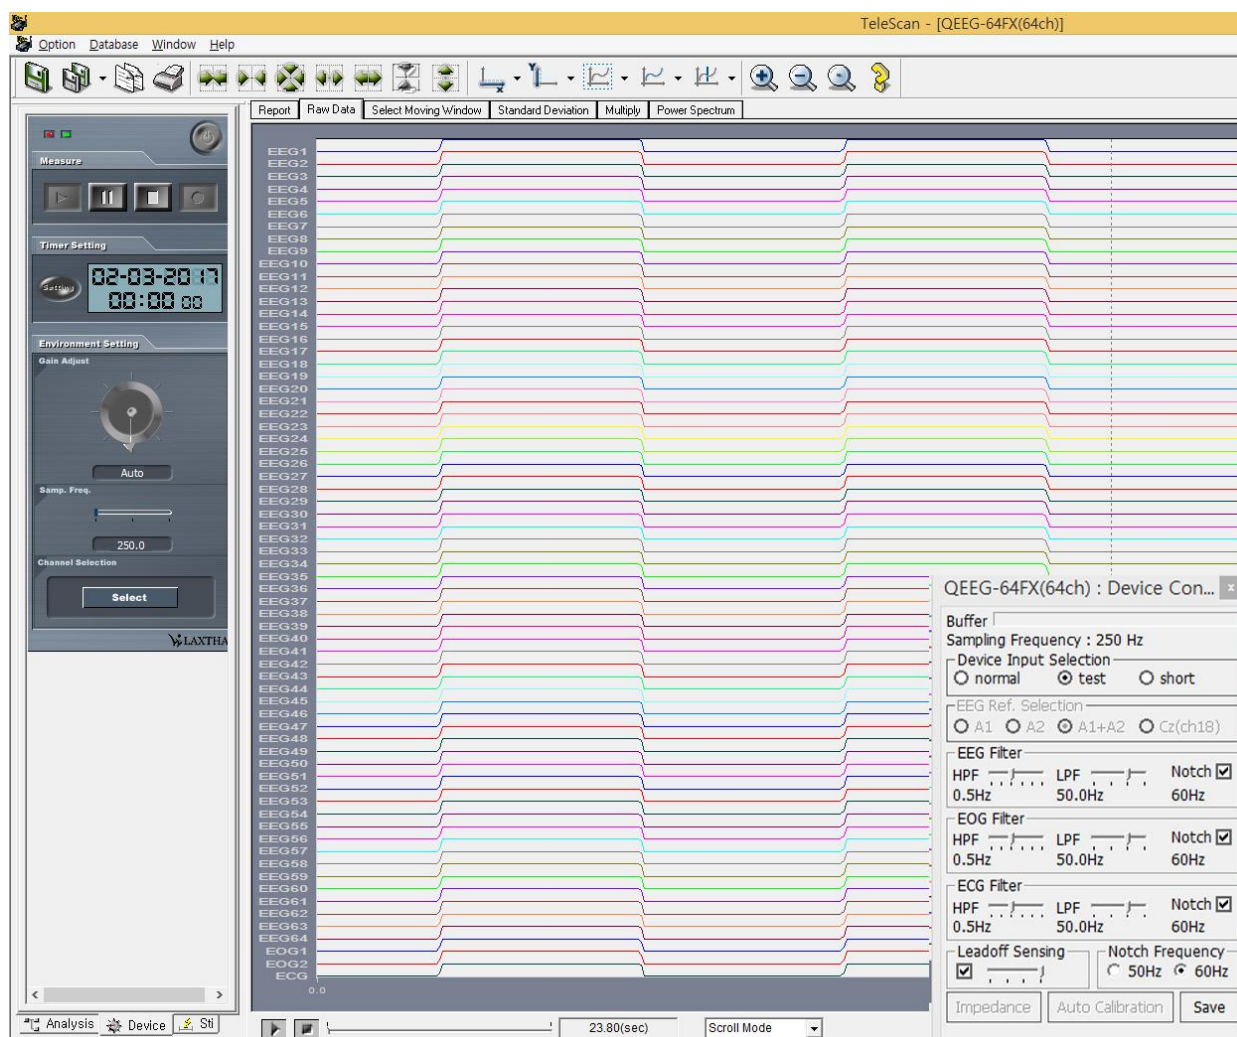 TeleScan - [QEEG-64FX(64ch)]
Option Database Window Help
Report Raw Data Select Moving Window Standard Deviation Multiply Power Spectrum
Measure
Timer Setting
Setting
02-03-2017
00:00 00
Environment Setting
Gain Adjust
Auto
Samp. Freq.
250.0
Channel Selection
Select
LAXTHA
EEG1
EEG2
EEG3
EEG4
EEG5
EEG6
EEG7
EEG8
EEG9
EEG10
EEG11
EEG12
EEG13
EEG14
EEG15
EEG16
EEG17
EEG18
EEG19
EEG20
EEG21
EEG22
EEG23
EEG24
EEG25
EEG26
EEG27
EEG28
EEG29
EEG30
EEG31
EEG32
EEG33
EEG34
EEG35
EEG36
EEG37
EEG38
EEG39
EEG40
EEG41
EEG42
EEG43
EEG44
EEG45
EEG46
EEG47
EEG48
EEG49
EEG50
EEG51
EEG52
EEG53
EEG54
EEG55
EEG56
EEG57
EEG58
EEG59
EEG60
EEG61
EEG62
EEG63
EEG64
EOG1
EOG2
ECG
0.0
QEEG-64FX(64ch) : Device Con... x
Buffer
Sampling Frequency : 250 Hz
Device Input Selection
normal test short
EEG Ref. Selection
A1 A2 A1+A2 Cz(ch18)
EEG Filter
HPF LPF Notch
0.5Hz 50.0Hz 60Hz
EOG Filter
HPF LPF Notch
0.5Hz 50.0Hz 60Hz
ECG Filter
HPF LPF Notch
0.5Hz 50.0Hz 60Hz
Leadoff Sensing Notch Frequency
50Hz 60Hz
Impedance Auto Calibration Save
Analysis Device Sti
23.80(sec) Scroll Mode